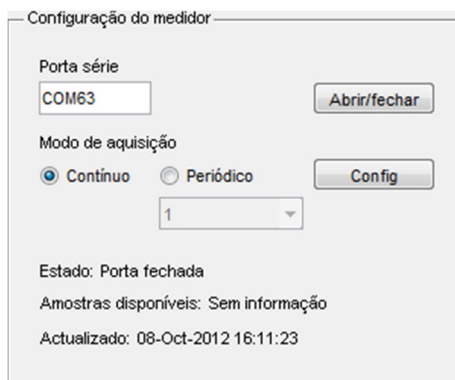 Configuração do medidor
Porta série
COM63
Abrir/fechar
Modo de aquisição
Contínuo Periódico Config
1
Estado: Porta fechada
Amostras disponíveis: Sem informação
Actualizado: 08-Oct-2012 16:11:23